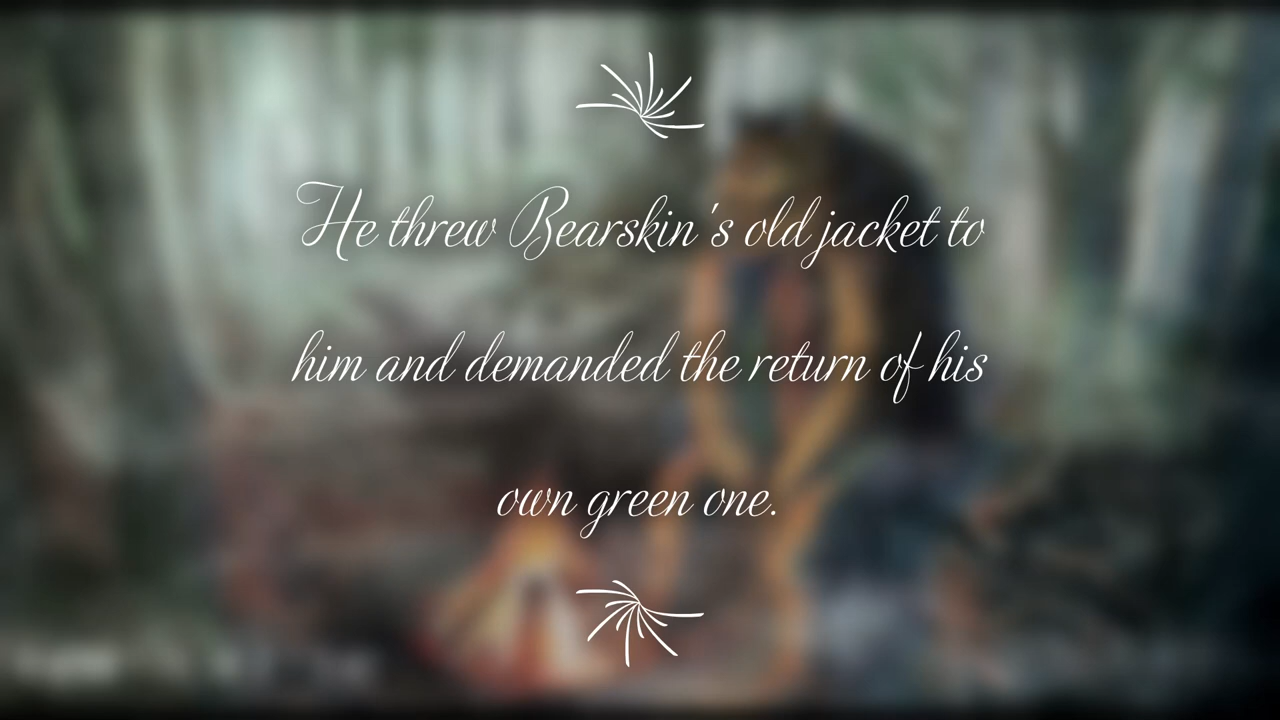 He threw Bearskin's old jacket to
him and demanded the return of his
own green one.